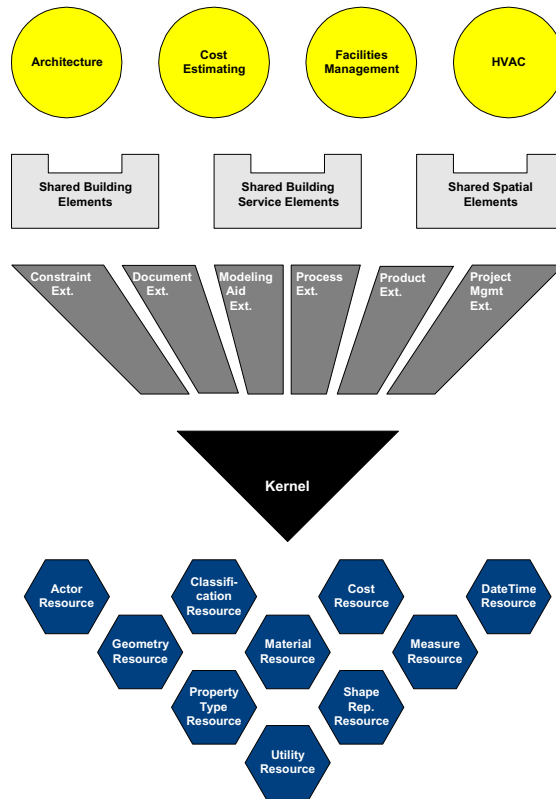 Architecture
Cost
Estimating
Facilities
Management
HVAC
Shared Building
Elements
Shared Building
Service Elements
Shared Spatial
Elements
Constraint
Ext.
Document
Ext.
Modeling
Aid
Ext.
Process
Ext.
Product
Ext.
Project
Mgmt
Ext.
Kernel
Actor
Resource
Classifi-
cation
Resource
Cost
Resource
DateTime
Resource
Geometry
Resource
Material
Resource
Measure
Resource
Property
Type
Resource
Shape
Rep.
Resource
Utility
Resource